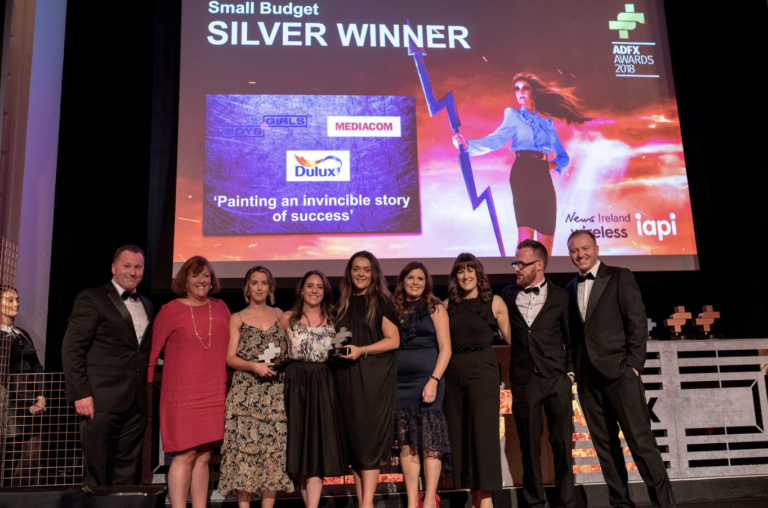 Small Budget
SILVER WINNER
ADFX
AWARDS
2018
GIRLS
BOYS
MEDIACOM
Dulux
‘Painting an invincible story
of success’
News Ireland
wireless
iapi